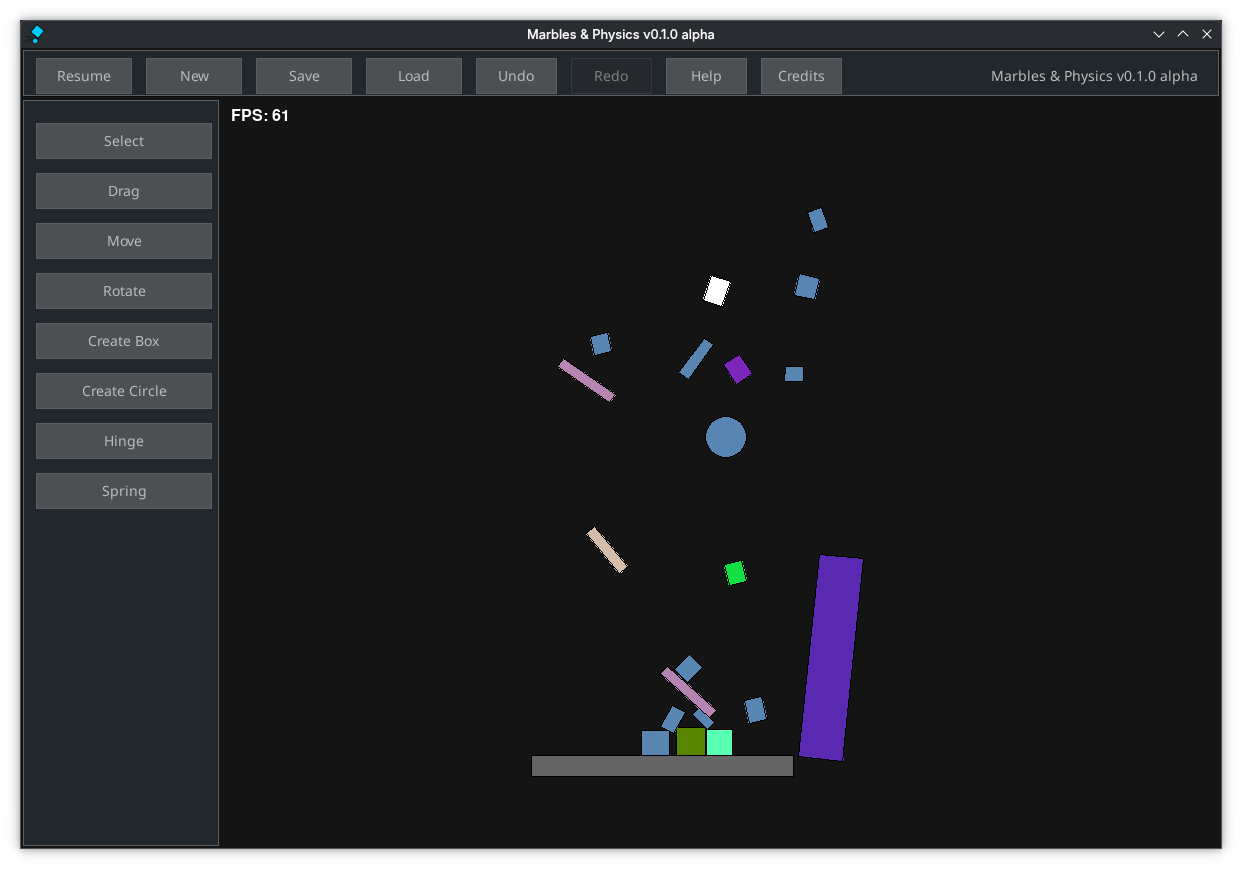 Marbles & Physics v0.1.0 alpha
Resume New Save Load Undo Redo Help Credits Marbles & Physics v0.1.0 alpha
FPS: 61
Select
Drag
Move
Rotate
Create Box
Create Circle
Hinge
Spring